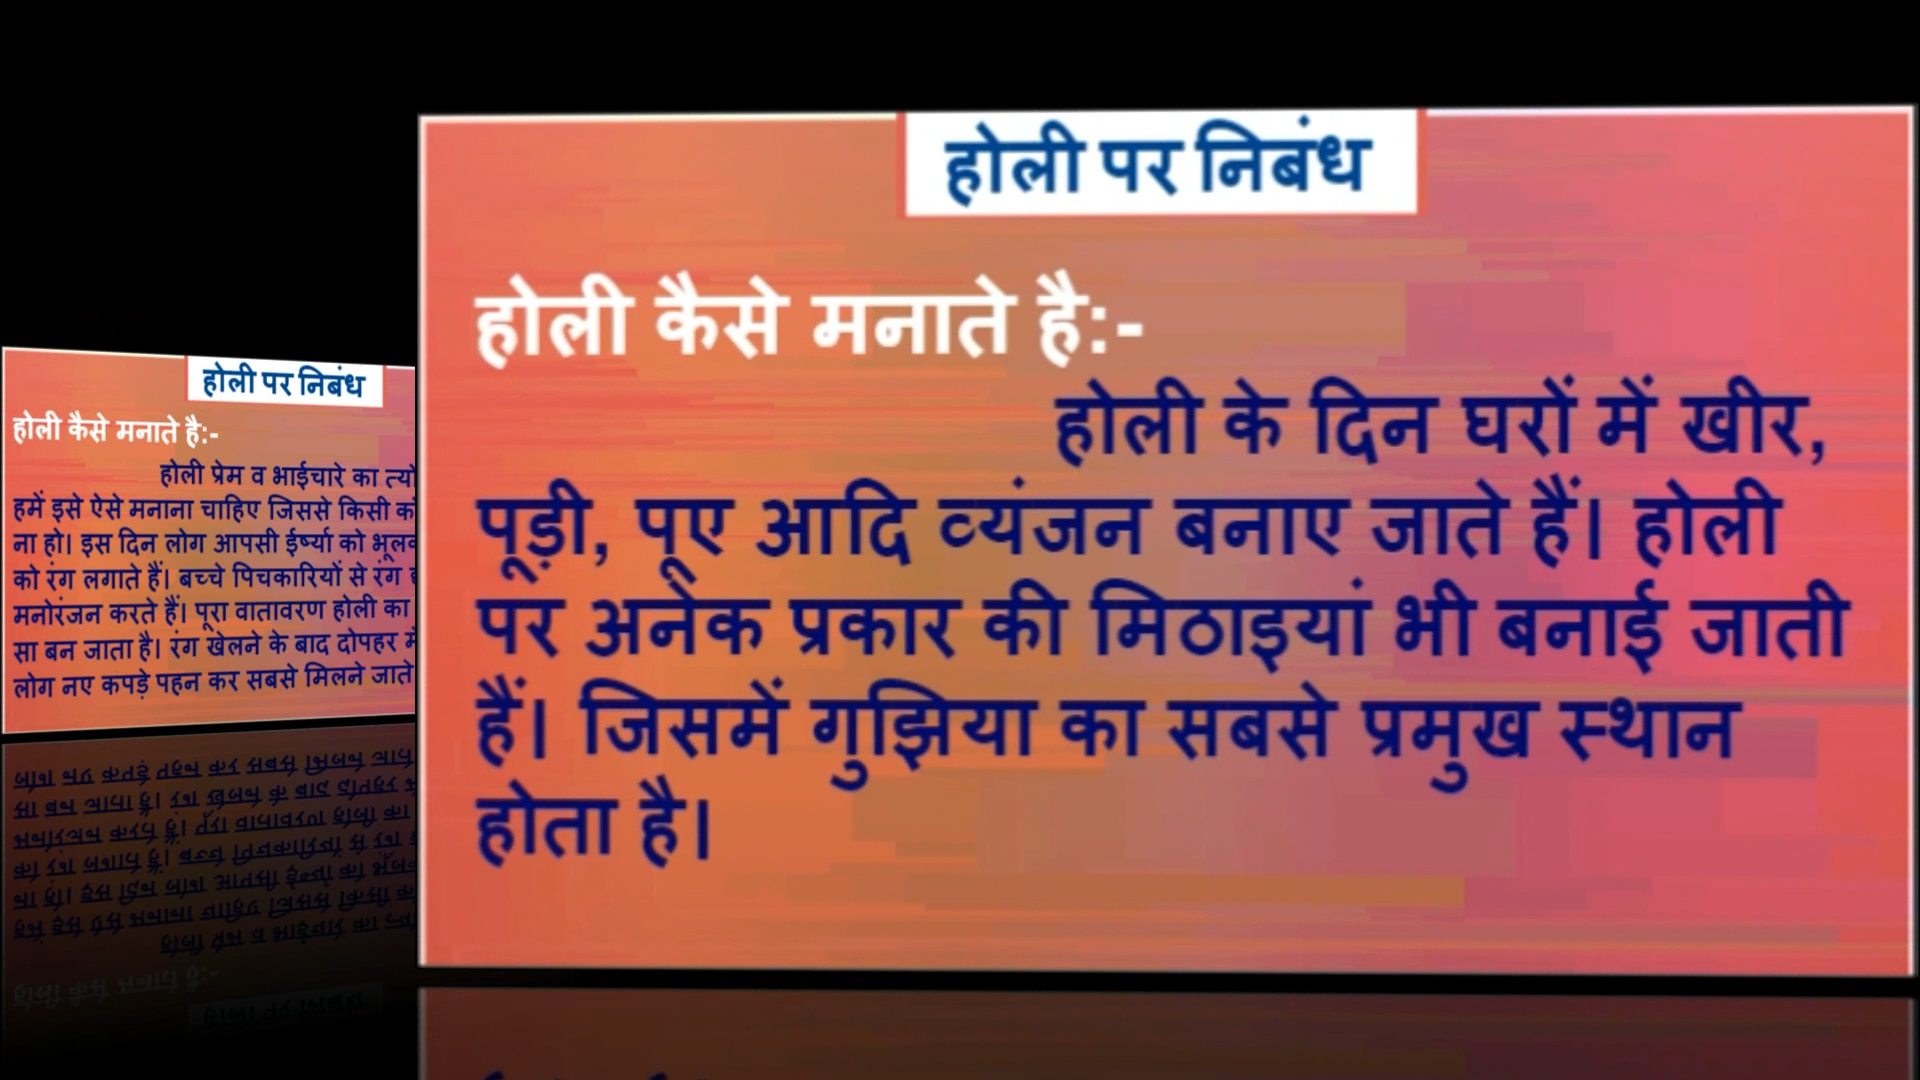 होली पर निबंध
होली कैसे मनाते है:-
होली प्रेम व भाईचारे का
हमें इसे ऐसे मनाना चाहिए जिससे किसी
ना हो। इस दिन लोग आपसी ईर्ष्या को
को रंग लगाते हैं। बच्चे पिचकारियों से रंग
मनोरंजन करते हैं। पूरा वातावरण होली का
सा बन जाता है। रंग खेलने के बाद दोपहर
लोग नए कपड़े पहन कर सबसे मिलने जाते
होली पर निबंध
होली कैसे मनाते है:-
होली के दिन घरों में खीर,
पूड़ी, पूए आदि व्यंजन बनाए जाते हैं। होली
पर अनेक प्रकार की मिठाइयां भी बनाई जाती
हैं। जिसमें गुझिया का सबसे प्रमुख स्थान
होता है।